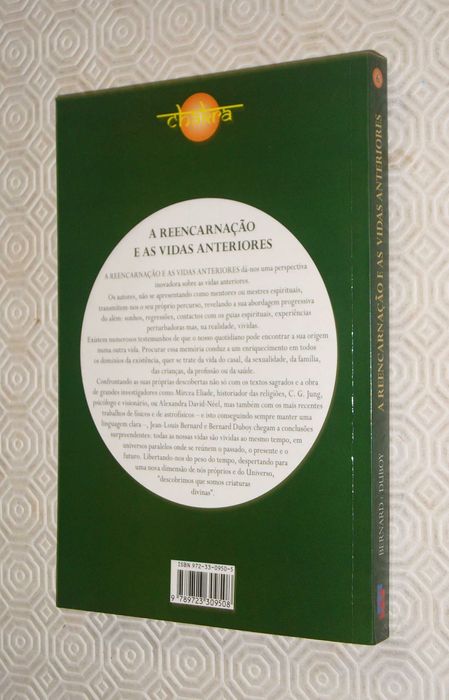 chakra
A REENCARNAÇÃO
E AS VIDAS ANTERIORES
A REENCARNAÇÃO E AS VIDAS ANTERIORES dá-nos uma perspectiva
inovadora sobre as vidas anteriores.
Os autores, não se apresentando como mentores ou mestres espirituais,
transmitem-nos o seu próprio percurso, revelando a sua abordagem progressiva
do além: sonhos, regressões, contactos com os guias espirituais, experiências
perturbadoras mas, na realidade, vividas.
Existem numerosos testemunhos de que o nosso quotidiano pode encontrar a sua origem
numa outra vida. Procurar essa memória conduz a um enriquecimento em todos
os domínios da existência, quer se trate da vida do casal, da sexualidade, da família,
das crianças, da profissão ou da saúde.
Confrontando as suas próprias descobertas não só com os textos sagrados e a obra
de grandes investigadores como Mircea Eliade, historiador das religiões, C. G. Jung,
psicólogo e visionário, ou Alexandra David-Neel, mas também com os mais recentes
trabalhos de físicos e de astrofísicos – e isto conseguindo sempre manter uma
linguagem clara –, Jean-Louis Bernard e Bernard Duboy chegam a conclusões
surpreendentes: todas as nossas vidas são vividas ao mesmo tempo, em
universos paralelos onde se reúnem o passado, o presente e o
futuro. Libertando-nos do peso do tempo, despertando para
uma nova dimensão de nós próprios e do Universo,
"descobrimos que somos criaturas
divinas".
ISBN 972-33-0950-5
9 789723 309508
BERNARD e DUBOY
A REENCARNAÇÃO E AS VIDAS ANTERIORES